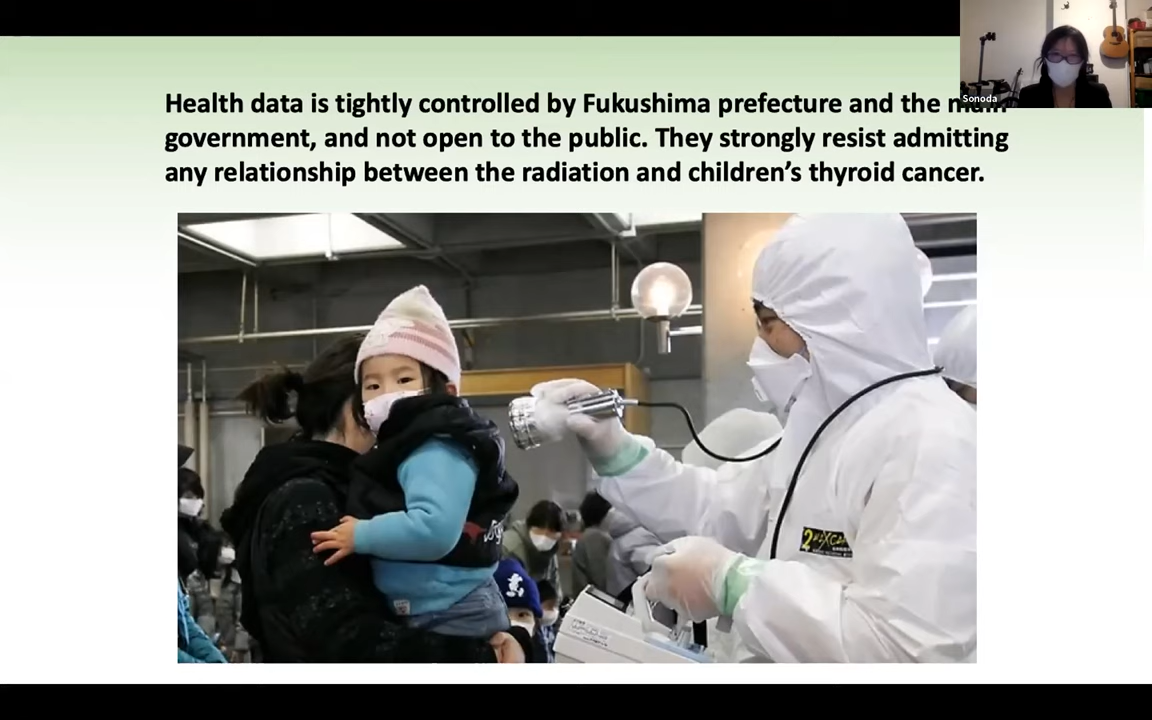 Health data is tightly controlled by Fukushima prefecture and the main
government, and not open to the public. They strongly resist admitting
any relationship between the radiation and children's thyroid cancer.
Sonoda